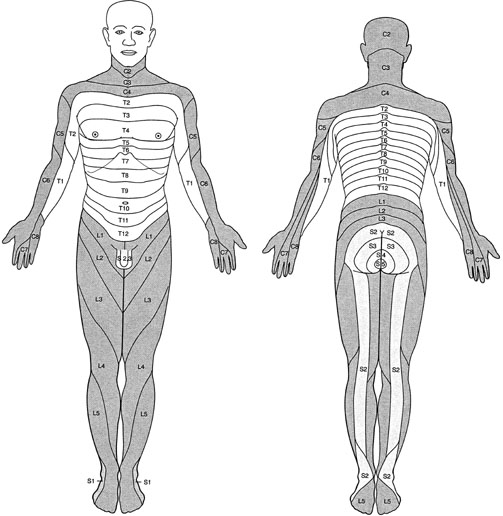 C2
C3
C4
T2
T3
C5 T2 T4 C5
T5
T6
T7
T8
C6 T1 T9 T1 C6
T10
T11
C8 L1 T12 L1 C8
C7 C7
L2 S 2,3 L2
L3 L3
L4 L4
L5 L5
S1 S1
C2
C3
C4
T2
T3
C5 T4 C5
T5
T6
T7
C6 T8 C6
T9
T10
T1 T11 T1
T12
L1
L2
L3
C8 S2 S2 C8
C7 S3 S3 C7
S4
S5
S2 S2
S2 S2
L5 L5